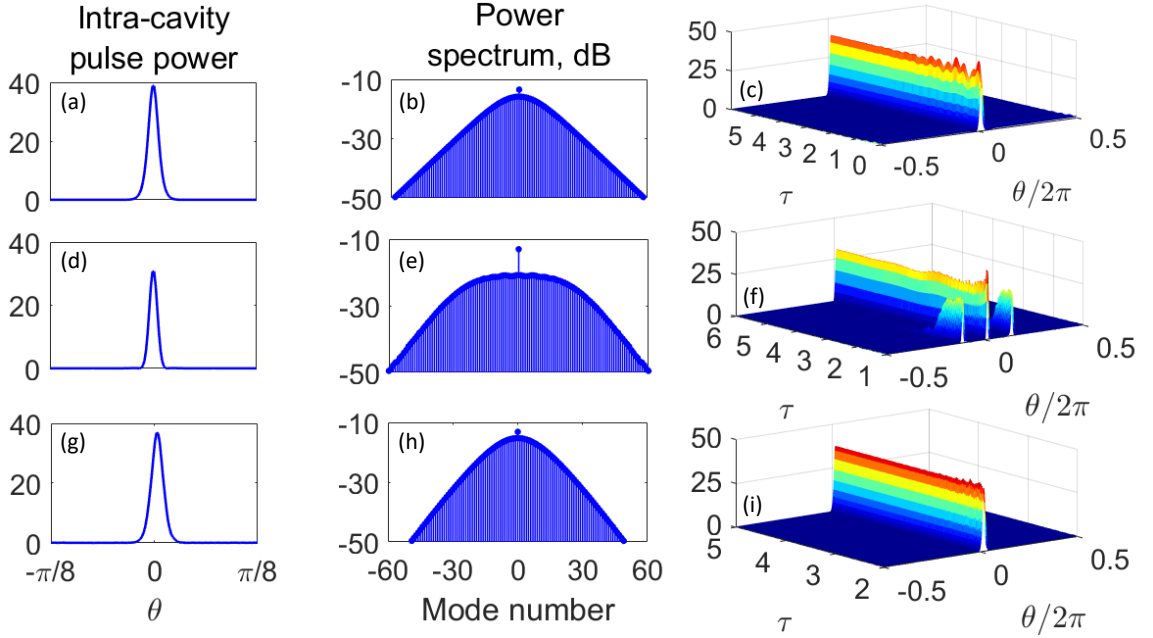 Intra-cavity
pulse power
Power
spectrum, dB
40
20
0
(a)
-10
-30
-50
(b)
50
25
0
(c)
5
4
3
2
1
0
-0.5
0
0.5
τ
θ/2π
40
20
0
(d)
-10
-30
-50
(e)
50
25
0
(f)
6
5
4
3
2
1
-0.5
0
0.5
τ
θ/2π
40
20
0
(g)
-π/8
0
π/8
θ
-10
-30
-50
(h)
-60
-30
0
30
60
Mode number
50
25
0
(i)
5
4
3
2
-0.5
0
0.5
τ
θ/2π